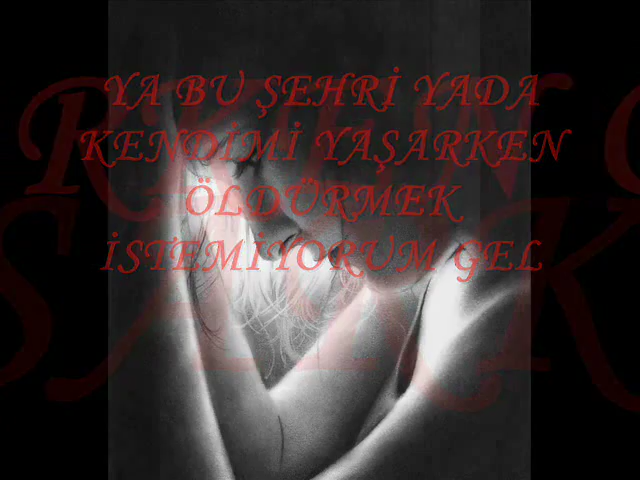 YA BU ŞEHRİ YADA
KENDİMİ YAŞARKEN
ÖLDÜRMEK
İSTEMİYORUM GEL